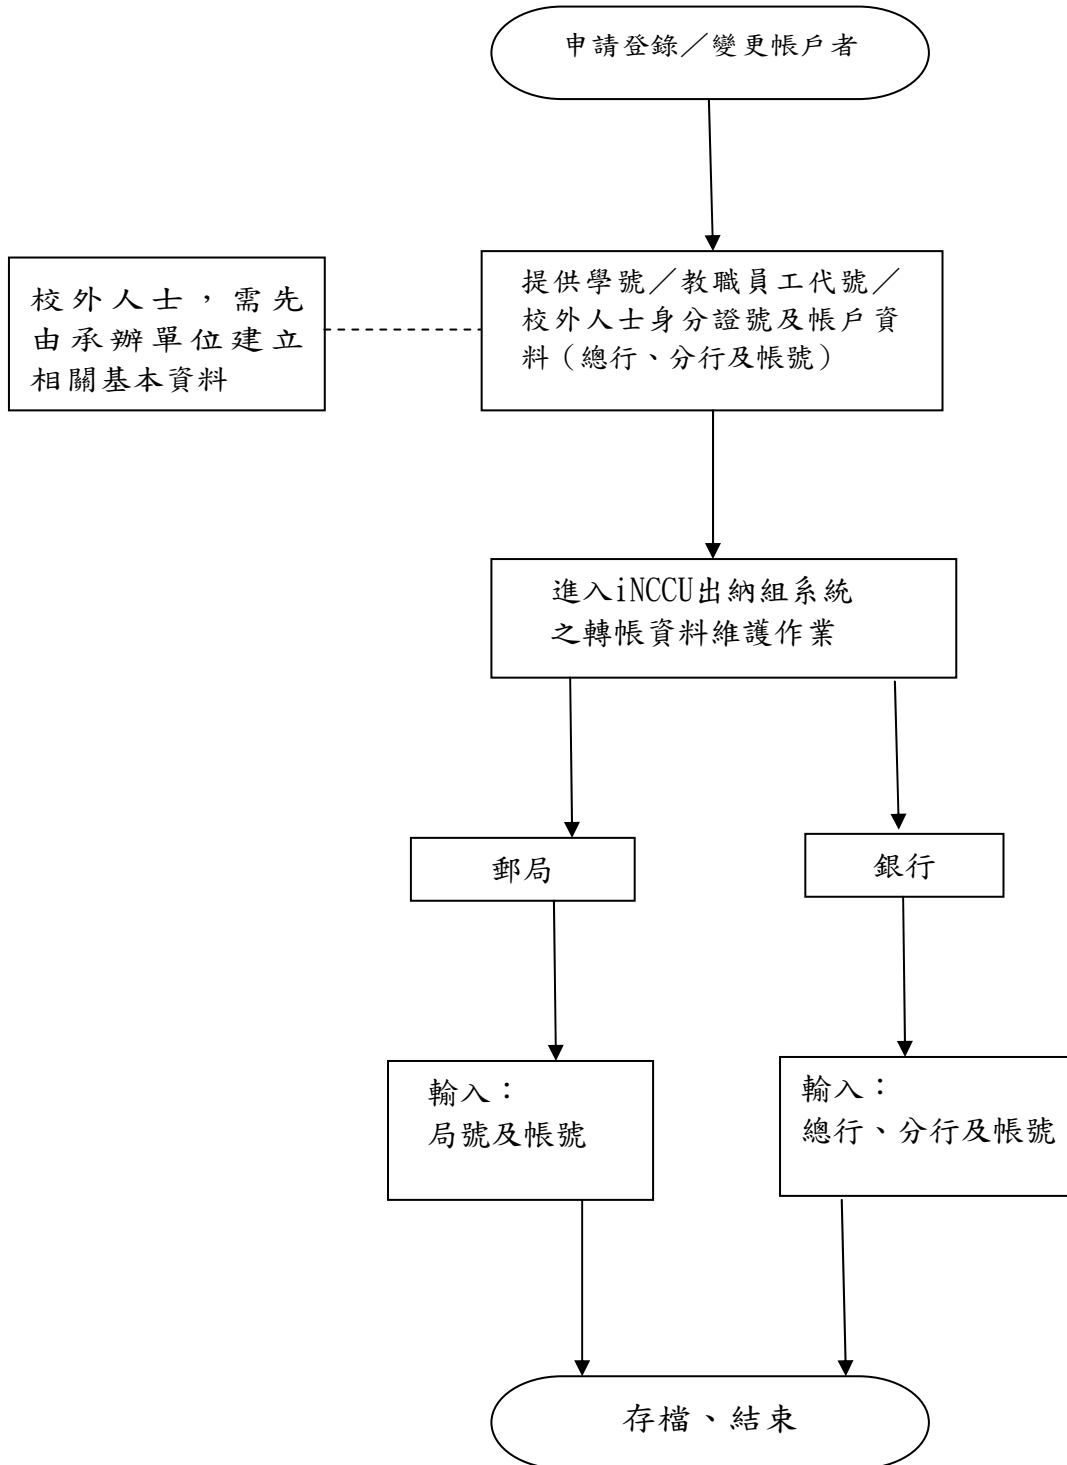 申請登錄／變更帳戶者
提供學號／教職員工代號／
校外人士身分證號及帳戶資
料（總行、分行及帳號）
校外人士，需先
由承辦單位建立
相關基本資料
進入iNCCU出納組系統
之轉帳資料維護作業
郵局
銀行
輸入：
局號及帳號
輸入：
總行、分行及帳號
存檔、結束